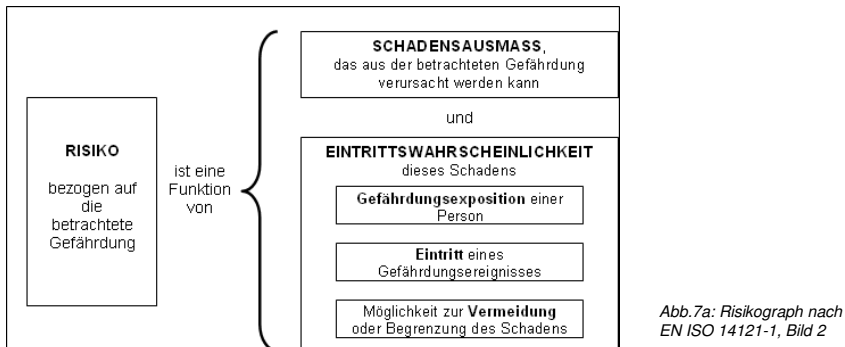 RISIKO
bezogen auf
die
betrachtete
Gefährdung
ist eine
Funktion
von
SCHADENSAUSMASS,
das aus der betrachteten Gefährdung
verursacht werden kann
und
EINTRITTSWAHRSCHEINLICHKEIT
dieses Schadens
Gefährdungsexposition einer
Person
Eintritt eines
Gefährdungsereignisses
Möglichkeit zur Vermeidung
oder Begrenzung des Schadens
Abb.7a: Risikograph nach
EN ISO 14121-1, Bild 2